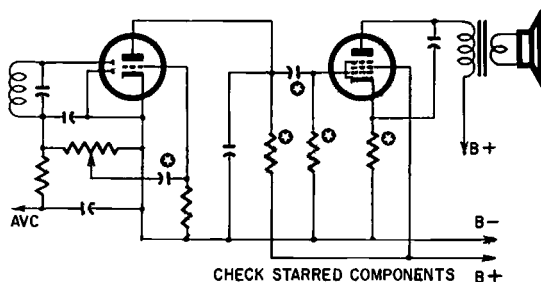 B+
AVC
B-
CHECK STARRED COMPONENTS B+